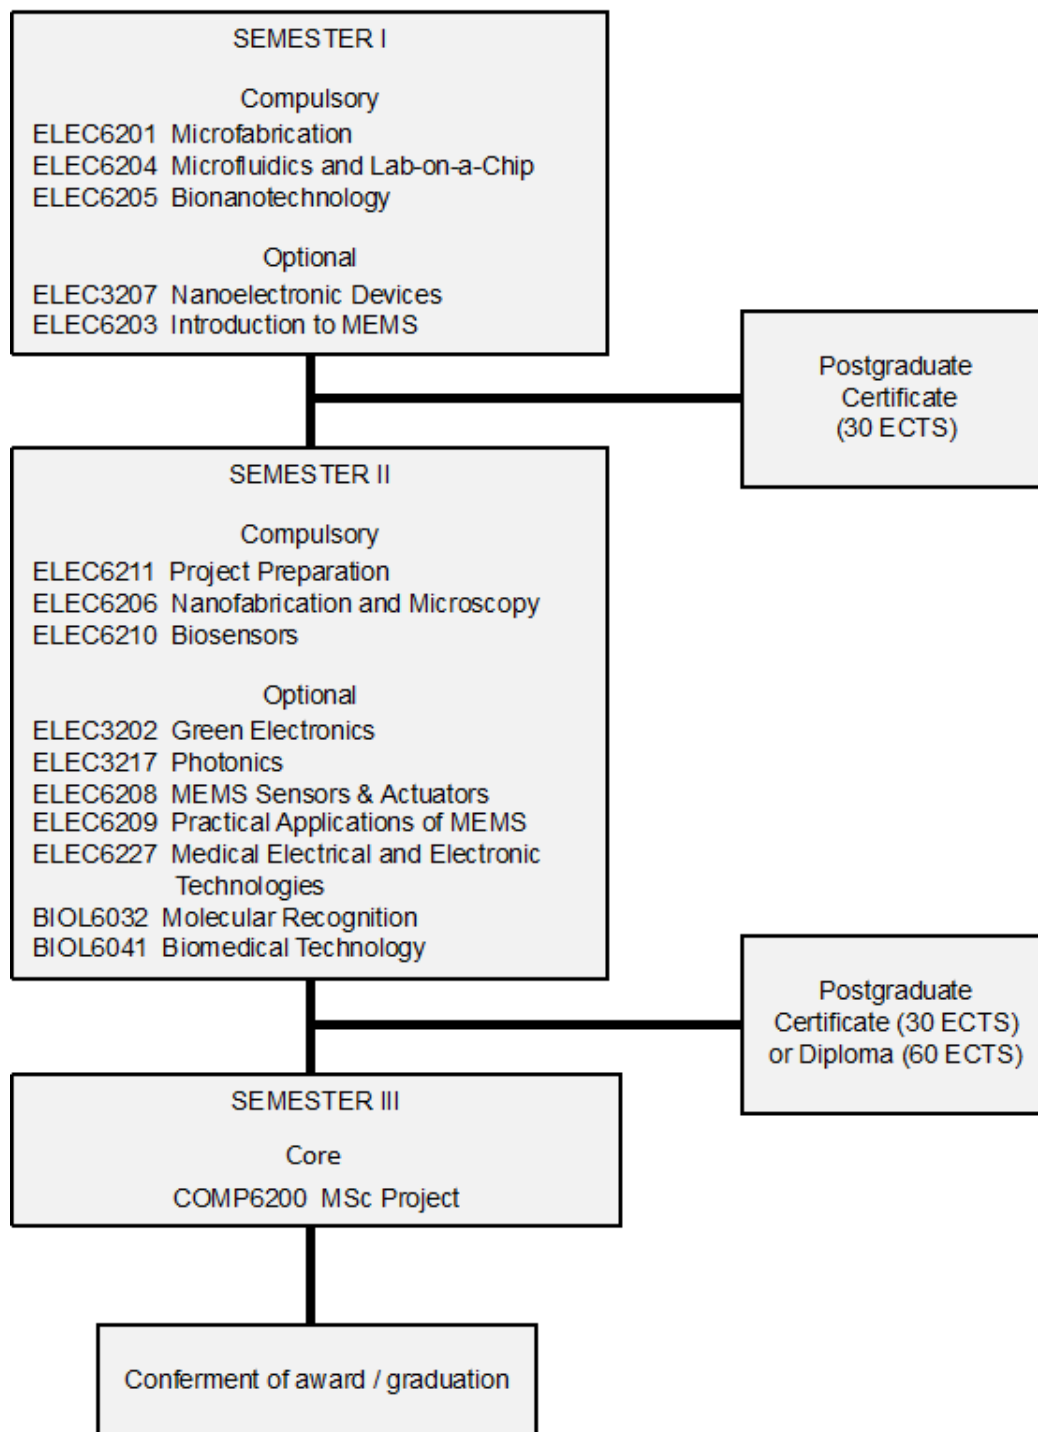 SEMESTER I
Compulsory
ELEC6201 Microfabrication
ELEC6204 Microfluidics and Lab-on-a-Chip
ELEC6205 Bionanotechnology
Optional
ELEC3207 Nanoelectronic Devices
ELEC6203 Introduction to MEMS
Postgraduate
Certificate
(30 ECTS)
SEMESTER II
Compulsory
ELEC6211 Project Preparation
ELEC6206 Nanofabrication and Microscopy
ELEC6210 Biosensors
Optional
ELEC3202 Green Electronics
ELEC3217 Photonics
ELEC6208 MEMS Sensors & Actuators
ELEC6209 Practical Applications of MEMS
ELEC6227 Medical Electrical and Electronic
Technologies
BIOL6032 Molecular Recognition
BIOL6041 Biomedical Technology
Postgraduate
Certificate (30 ECTS)
or Diploma (60 ECTS)
SEMESTER III
Core
COMP6200 MSc Project
Conferment of award / graduation